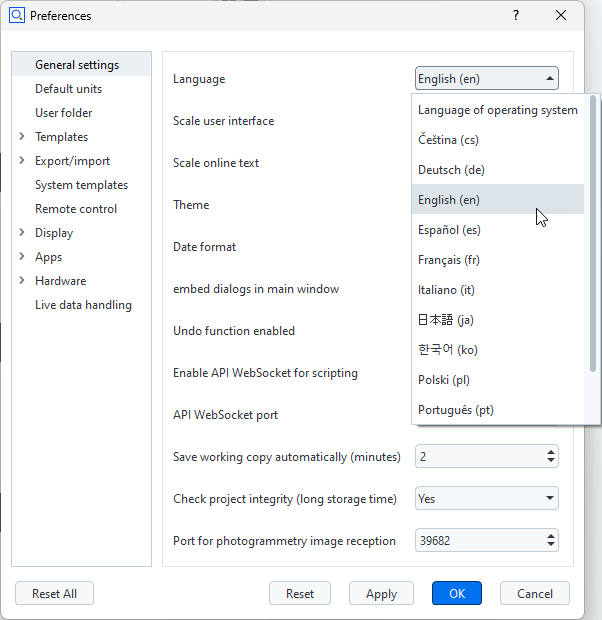 Preferences
?
General settings
Default units
User folder
Templates
Export/import
System templates
Remote control
Display
Apps
Hardware
Live data handling
Language
English (en)
Scale user interface
Scale online text
Theme
Date format
embed dialogs in main window
Undo function enabled
Enable API WebSocket for scripting
API WebSocket port
Language of operating system
Čeština (cs)
Deutsch (de)
English (en)
Español (es)
Français (fr)
Italiano (it)
日本語 (ja)
한국어 (ko)
Polski (pl)
Português (pt)
Save working copy automatically (minutes)
2
Check project integrity (long storage time)
Yes
Port for photogrammetry image reception
39682
Reset All
Reset
Apply
OK
Cancel